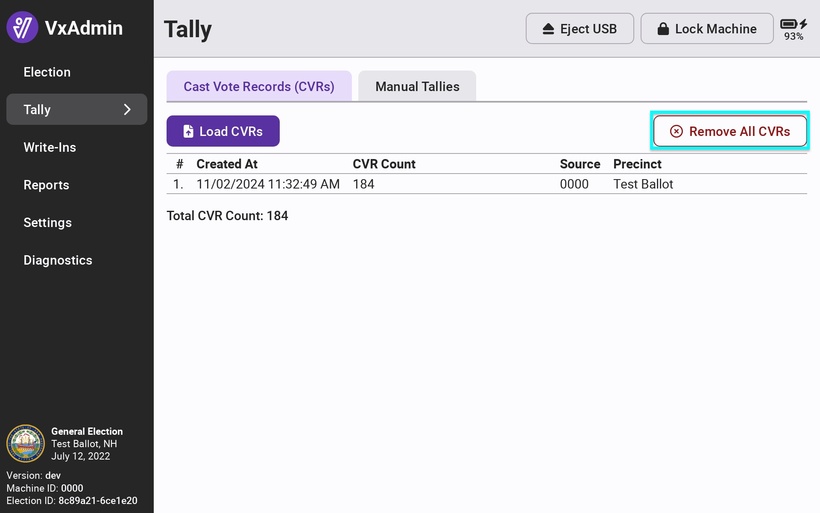 VxAdmin
Tally
Eject USB
Lock Machine
93%
Election
Tally
Write-Ins
Reports
Settings
Diagnostics
Cast Vote Records (CVRs)
Manual Tallies
Load CVRs
Remove All CVRs
# Created At CVR Count Source Precinct
1. 11/02/2024 11:32:49 AM 184 0000 Test Ballot
Total CVR Count: 184
General Election
Test Ballot, NH
July 12, 2022
Version: dev
Machine ID: 0000
Election ID: 8c89a21-6ce1e20